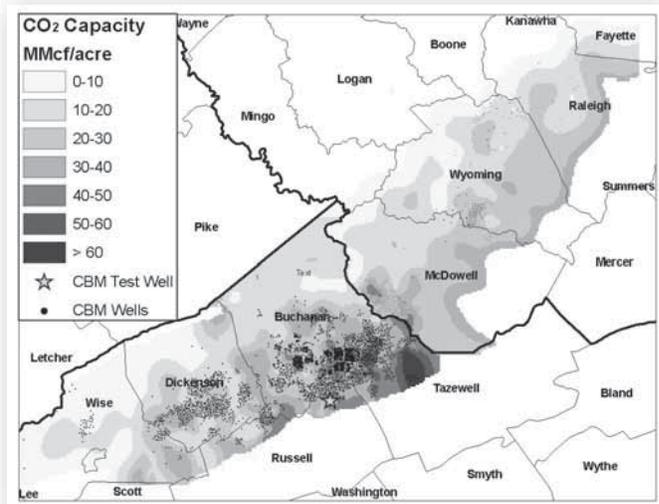 CO₂ Capacity
MMcf/acre
0-10
10-20
20-30
30-40
40-50
50-60
> 60
CBM Test Well
CBM Wells
Wayne
Kanawha
Fayette
Boone
Logan
Raleigh
Mingo
Wyoming
Summers
Pike
McDowell
Mercer
Text
Buchanan
Letcher
Dickenson
Tazewell
Wise
Bland
Russell
Smyth
Wythe
Lee
Scott
Washington